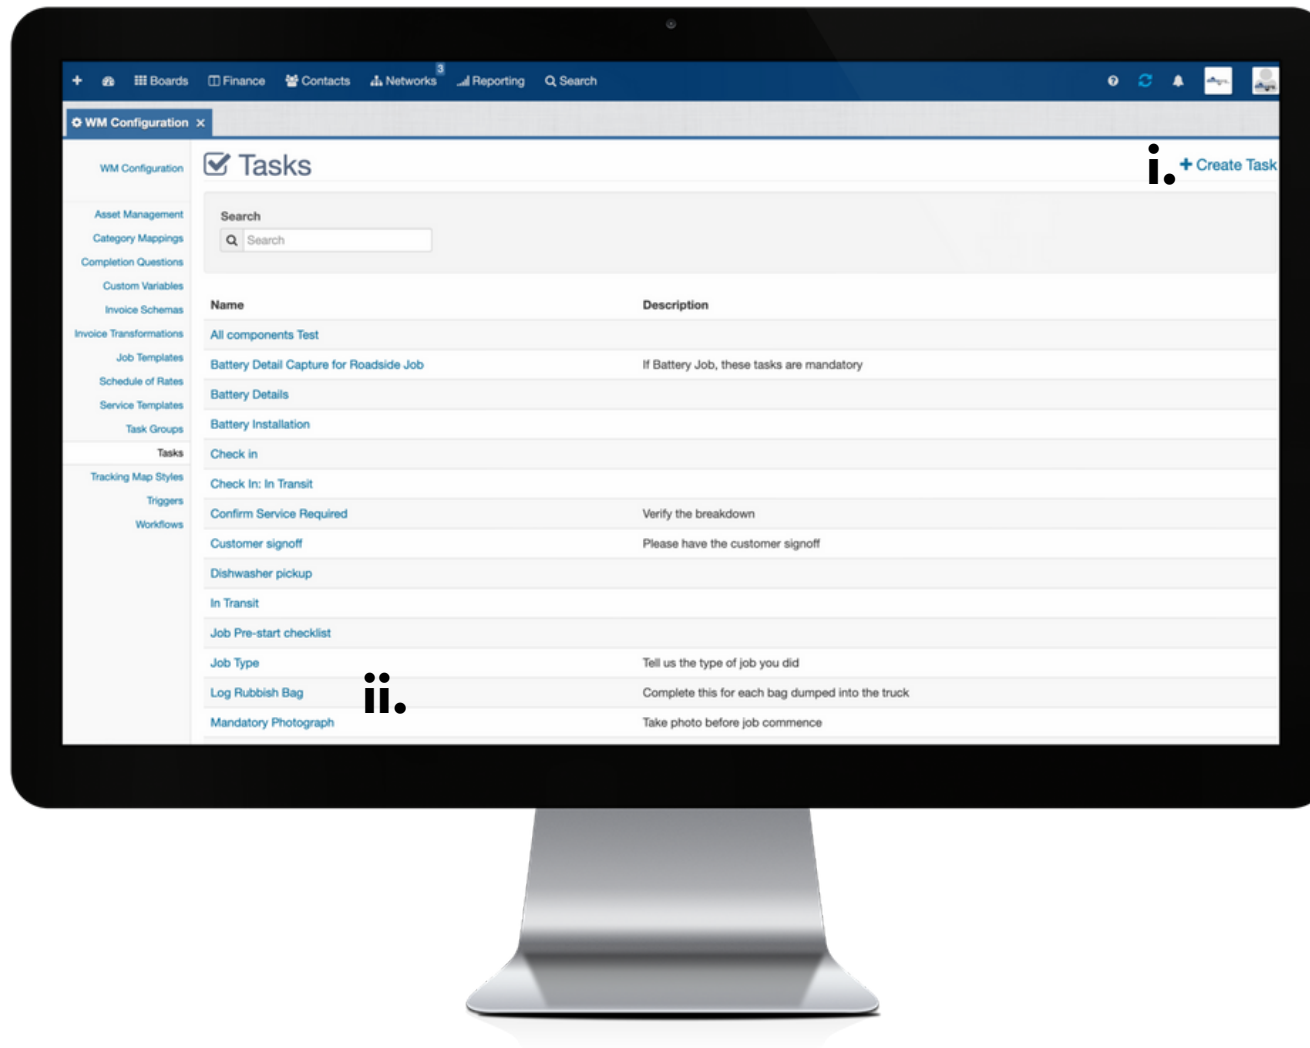 Boards Finance Contacts Networks 3 Reporting Search
WM Configuration ×
WM Configuration
Tasks
i. + Create Task
Asset Management
Category Mappings
Completion Questions
Custom Variables
Invoice Schemas
Invoice Transformations
Job Templates
Schedule of Rates
Service Templates
Task Groups
Tasks
Tracking Map Styles
Triggers
Workflows
Search
Search
Name Description
All components Test
Battery Detail Capture for Roadside Job If Battery Job, these tasks are mandatory
Battery Details
Battery Installation
Check in
Check In: In Transit
Confirm Service Required Verify the breakdown
Customer signoff Please have the customer signoff
Dishwasher pickup
In Transit
Job Pre-start checklist
Job Type Tell us the type of job you did
Log Rubbish Bag ii. Complete this for each bag dumped into the truck
Mandatory Photograph Take photo before job commence